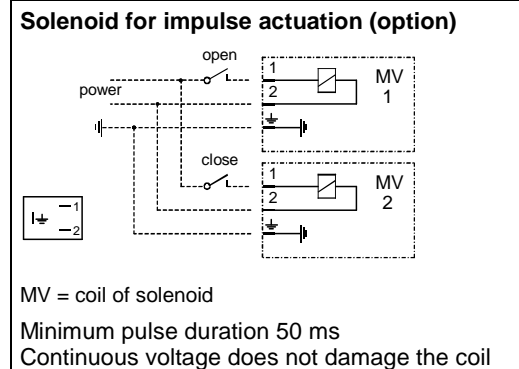 Solenoid for impulse actuation (option)
open
power
1
2
MV
1
close
1
2
MV
2
1
2
MV = coil of solenoid
Minimum pulse duration 50 ms
Continuous voltage does not damage the coil